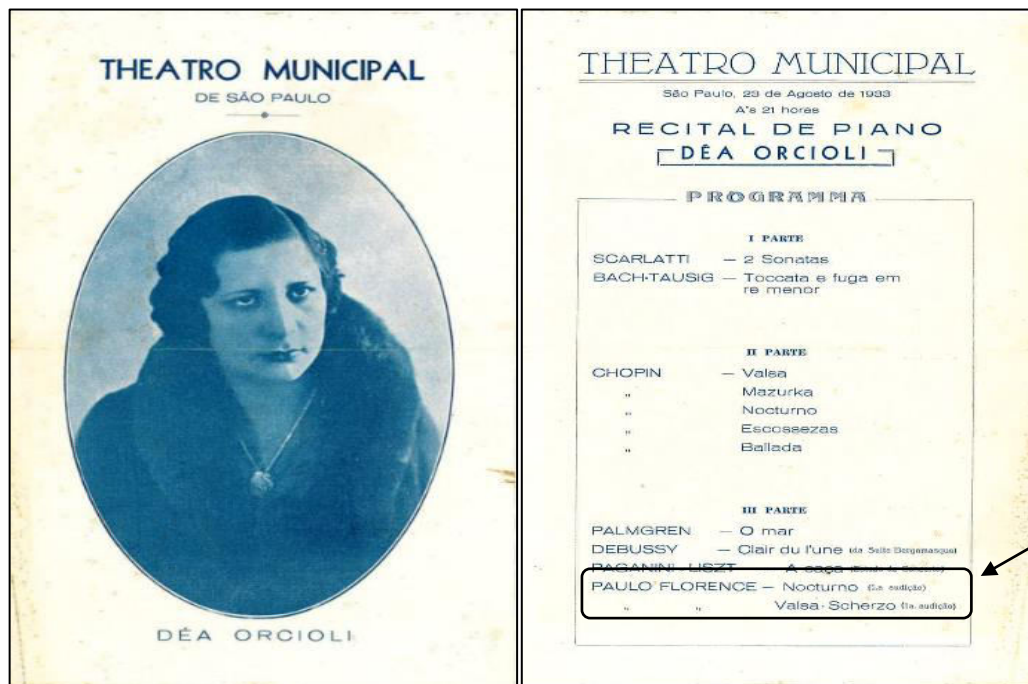 THEATRO MUNICIPAL
DE SÃO PAULO
DÉA ORCIOLI
THEATRO MUNICIPAL
São Paulo, 23 de Agosto de 1933
A's 21 horas
RECITAL DE PIANO
DÉA ORCIOLI
PROGRAMMA
I PARTE
SCARLATTI — 2 Sonatas
BACH-TAUSIG — Toccata e fuga em
re menor
II PARTE
CHOPIN — Valsa
" Mazurka
" Nocturno
" Escossezas
" Ballada
III PARTE
PALMGREN — O mar
DEBUSSY — Clair du l'une (da Suite Bergamasque)
PAGANINI-LISZT — A caça
PAULO FLORENCE — Nocturno (1.a audição)
" " Valsa-Scherzo (1a. audição)